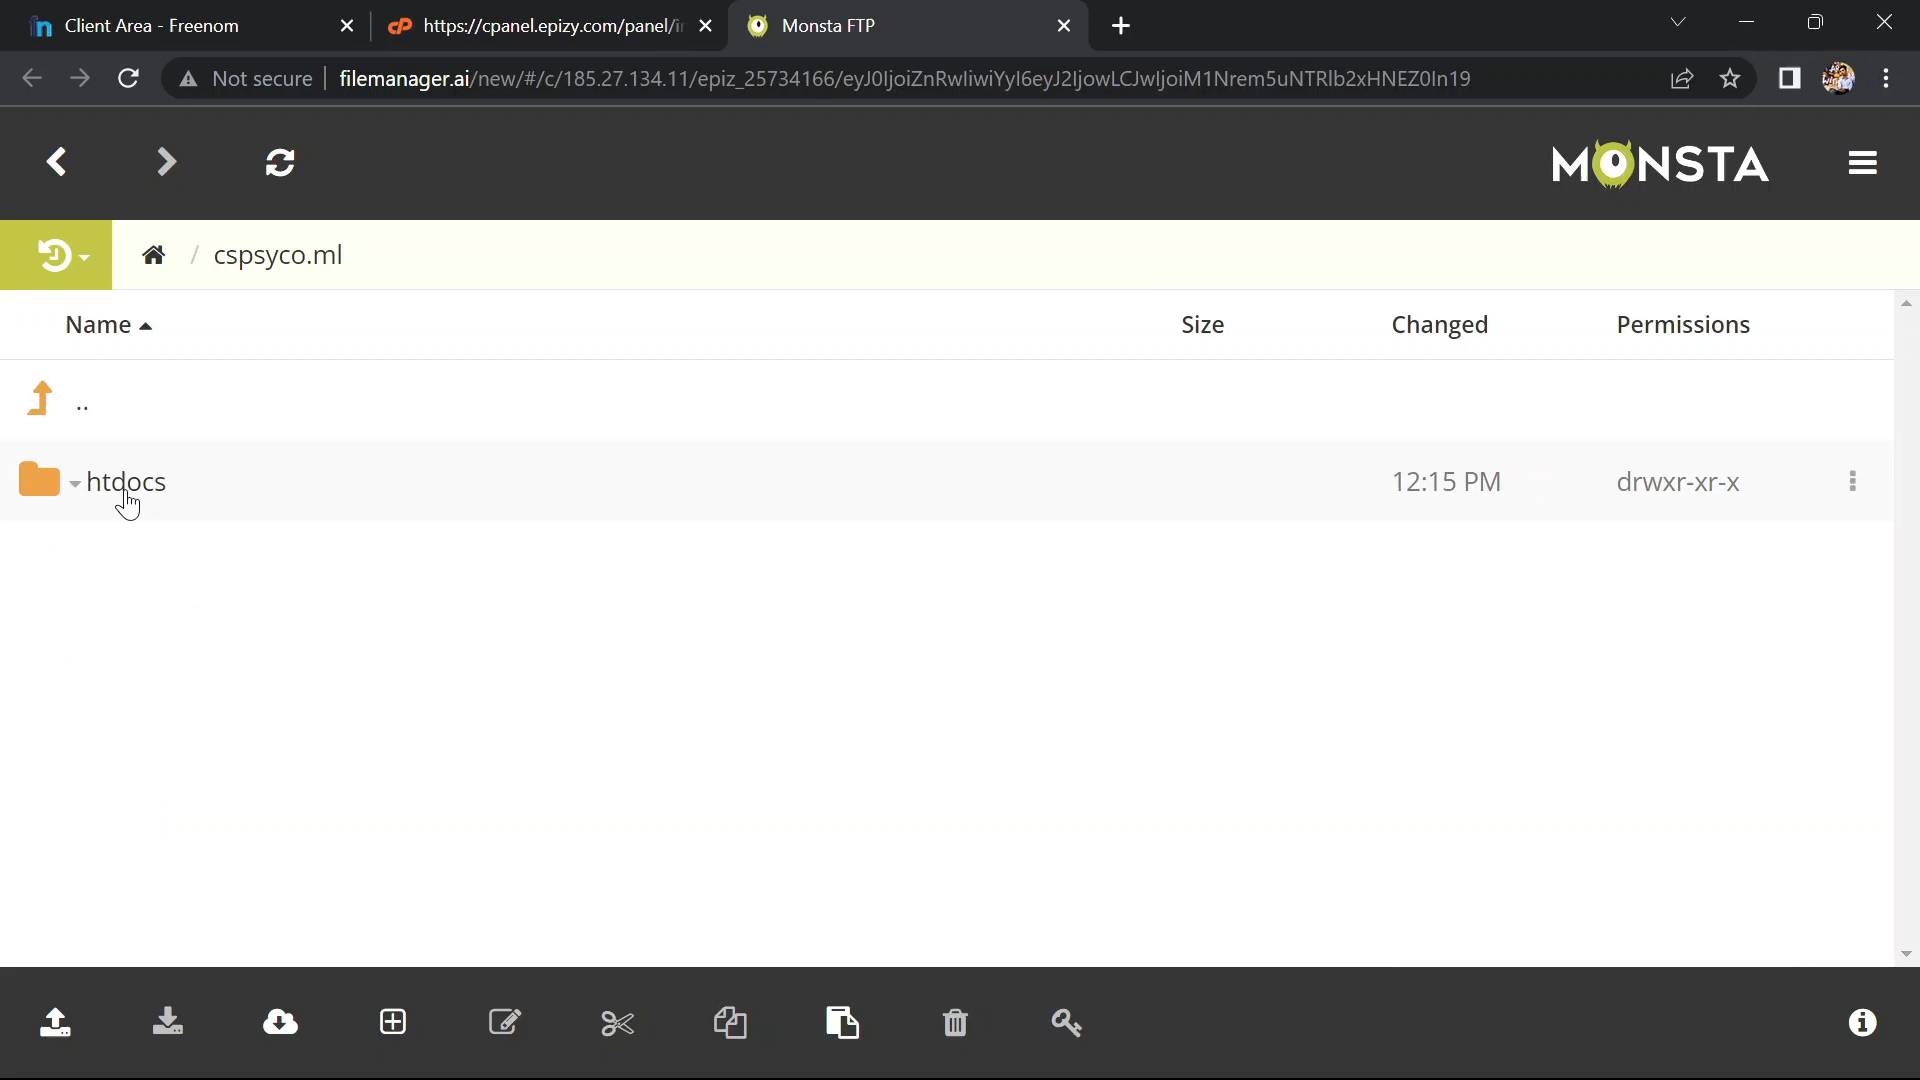 Client Area - Freenom
https://cpanel.epizy.com/panel/i
Monsta FTP
Not secure filemanager.ai/new/#/c/185.27.134.11/epiz_25734166/eyJ0IjoiZnRwIiwiYyI6eyJ2IjowLCJwIjoiM1Nrem5uNTRlb2xHNEZ0In19
MONSTA
/ cspsyco.ml
Name Size Changed Permissions
..
htdocs 12:15 PM drwxr-xr-x